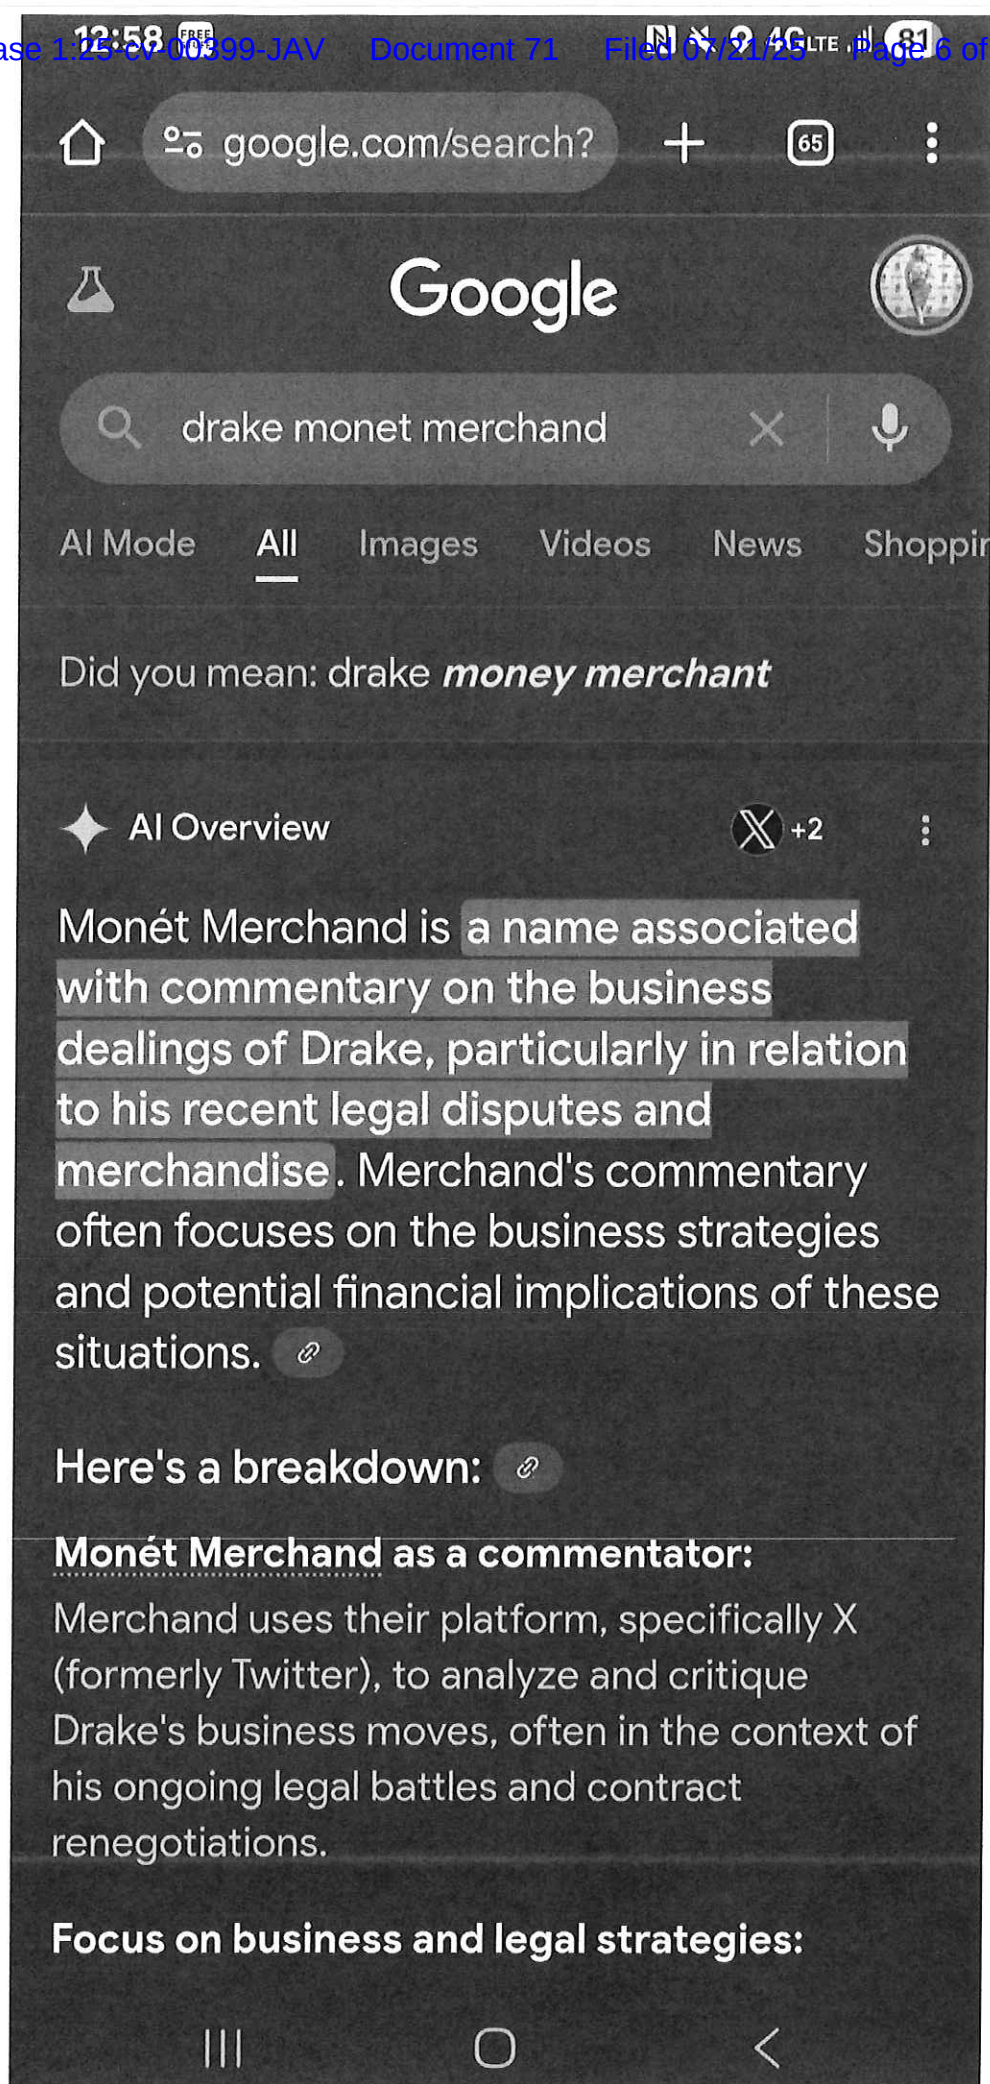 12:58 FREE 4G LTE 81
ase 1:25-cv-00399-JAV Document 71 Filed 07/21/25 Page 6 of
google.com/search? 65
Google
drake monet merchand
AI Mode All Images Videos News Shoppin
Did you mean: drake money merchant
AI Overview X +2
Monét Merchand is a name associated
with commentary on the business
dealings of Drake, particularly in relation
to his recent legal disputes and
merchandise. Merchand's commentary
often focuses on the business strategies
and potential financial implications of these
situations.
Here's a breakdown:
Monét Merchand as a commentator:
Merchand uses their platform, specifically X
(formerly Twitter), to analyze and critique
Drake's business moves, often in the context of
his ongoing legal battles and contract
renegotiations.
Focus on business and legal strategies: